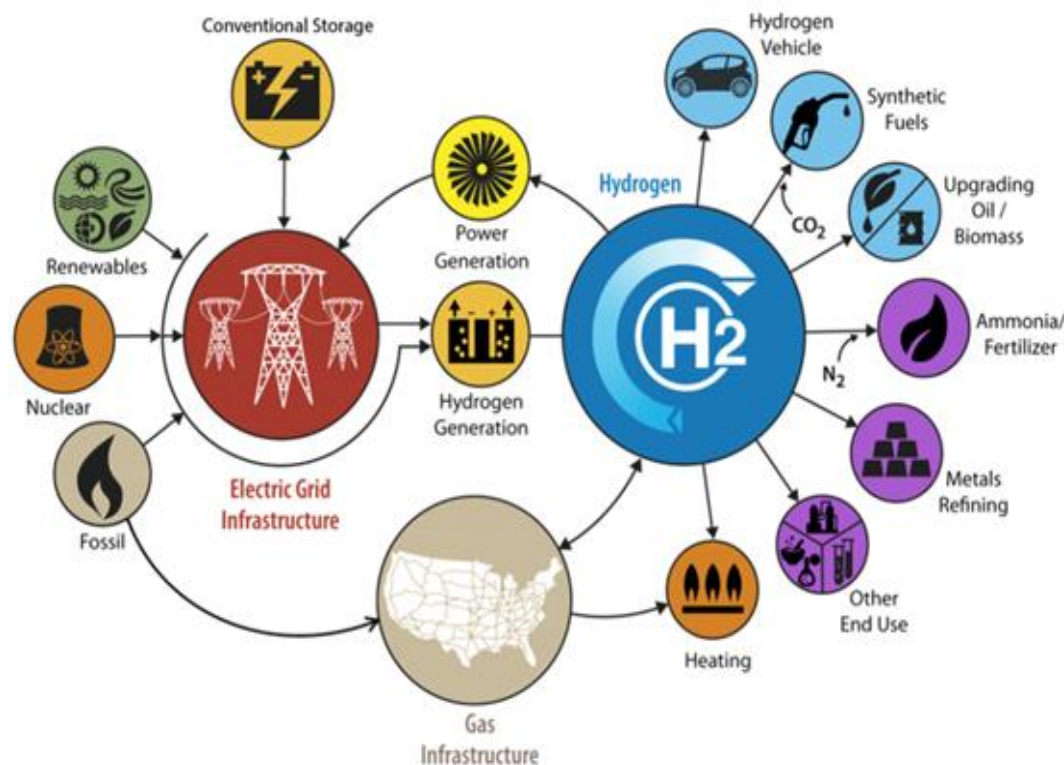 Conventional Storage
Hydrogen
Vehicle
Synthetic
Fuels
Hydrogen
Upgrading
Oil /
Biomass
CO2
Renewables
Power
Generation
H2
Ammonia/
Fertilizer
N2
Nuclear
Hydrogen
Generation
Metals
Refining
Electric Grid
Infrastructure
Fossil
Other
End Use
Heating
Gas
Infrastructure